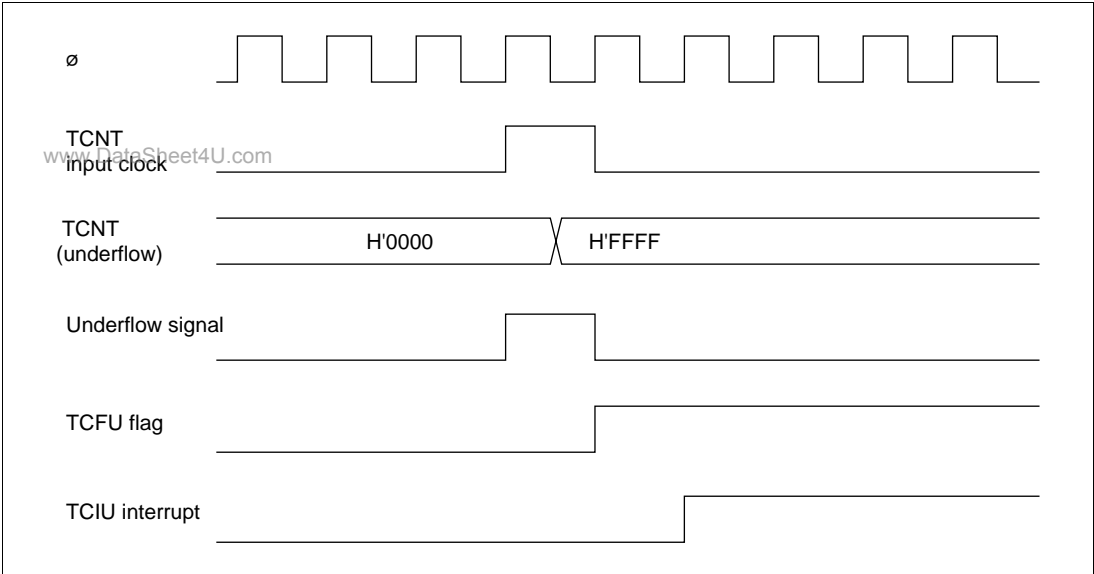 ø
TCNT
input clock
www.DataSheet4U.com
TCNT
(underflow)
H'0000
H'FFFF
Underflow signal
TCFU flag
TCIU interrupt